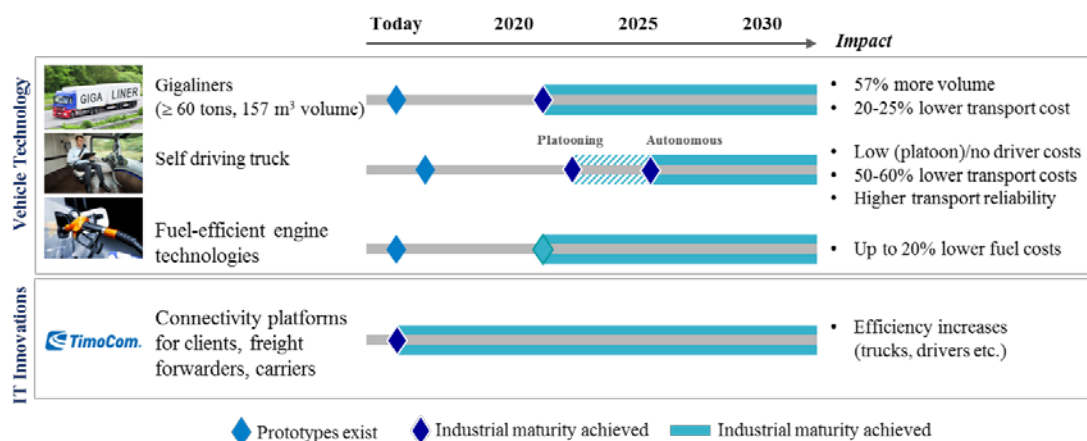 Today 2020 2025 2030
Impact
Vehicle Technology
GIGA LINER
Gigaliners
(≥ 60 tons, 157 m³ volume)
• 57% more volume
• 20-25% lower transport cost
Platooning Autonomous
Self driving truck
• Low (platoon)/no driver costs
• 50-60% lower transport costs
• Higher transport reliability
Fuel-efficient engine
technologies
• Up to 20% lower fuel costs
IT Innovations
TimoCom.
Connectivity platforms
for clients, freight
forwarders, carriers
• Efficiency increases
(trucks, drivers etc.)
Prototypes exist Industrial maturity achieved Industrial maturity achieved